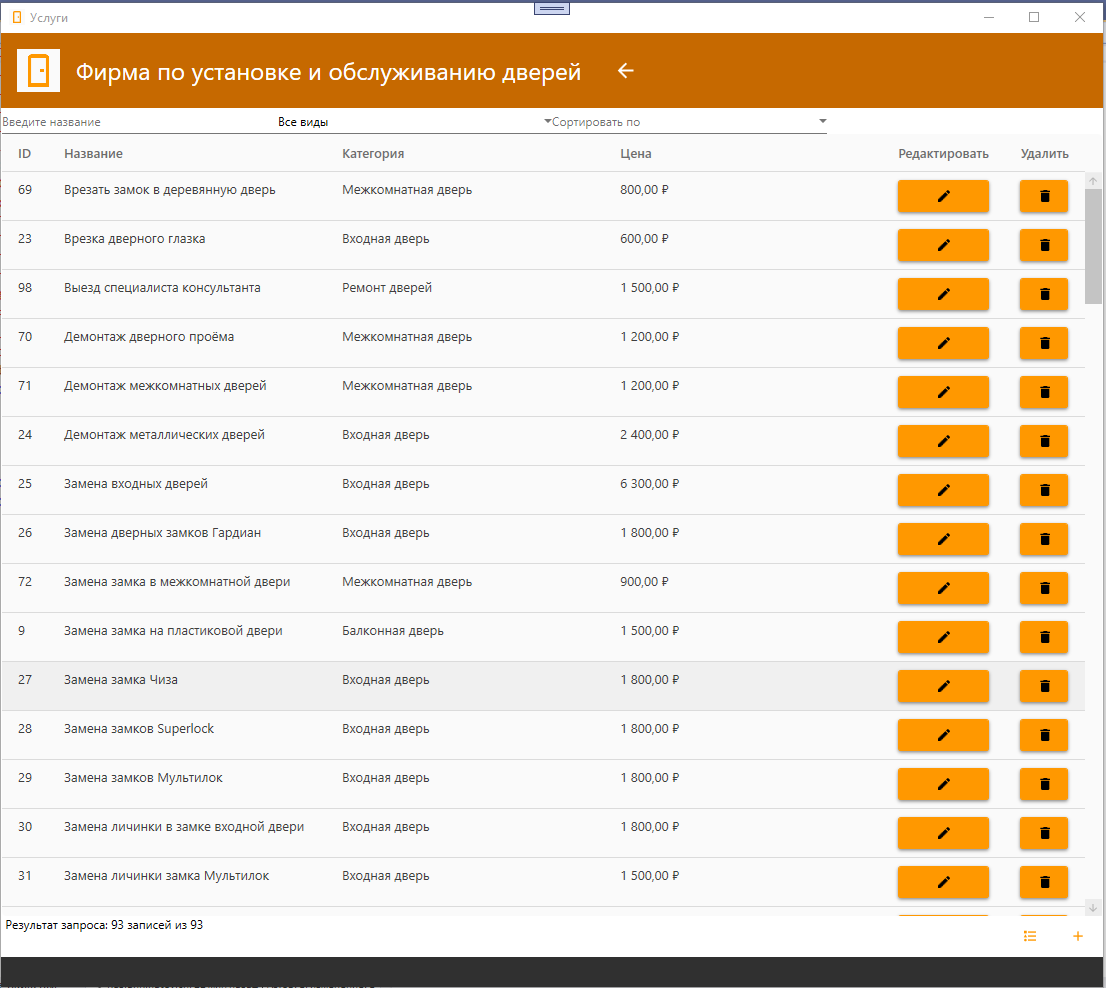 Услуги
Фирма по установке и обслуживанию дверей
Введите название Все виды Сортировать по
ID Название Категория Цена Редактировать Удалить
69 Врезать замок в деревянную дверь Межкомнатная дверь 800,00 ₽
23 Врезка дверного глазка Входная дверь 600,00 ₽
98 Выезд специалиста консультанта Ремонт дверей 1 500,00 ₽
70 Демонтаж дверного проёма Межкомнатная дверь 1 200,00 ₽
71 Демонтаж межкомнатных дверей Межкомнатная дверь 1 200,00 ₽
24 Демонтаж металлических дверей Входная дверь 2 400,00 ₽
25 Замена входных дверей Входная дверь 6 300,00 ₽
26 Замена дверных замков Гардиан Входная дверь 1 800,00 ₽
72 Замена замка в межкомнатной двери Межкомнатная дверь 900,00 ₽
9 Замена замка на пластиковой двери Балконная дверь 1 500,00 ₽
27 Замена замка Чиза Входная дверь 1 800,00 ₽
28 Замена замков Superlock Входная дверь 1 800,00 ₽
29 Замена замков Мультилок Входная дверь 1 800,00 ₽
30 Замена личинки в замке входной двери Входная дверь 1 800,00 ₽
31 Замена личинки замка Мультилок Входная дверь 1 500,00 ₽
Результат запроса: 93 записей из 93